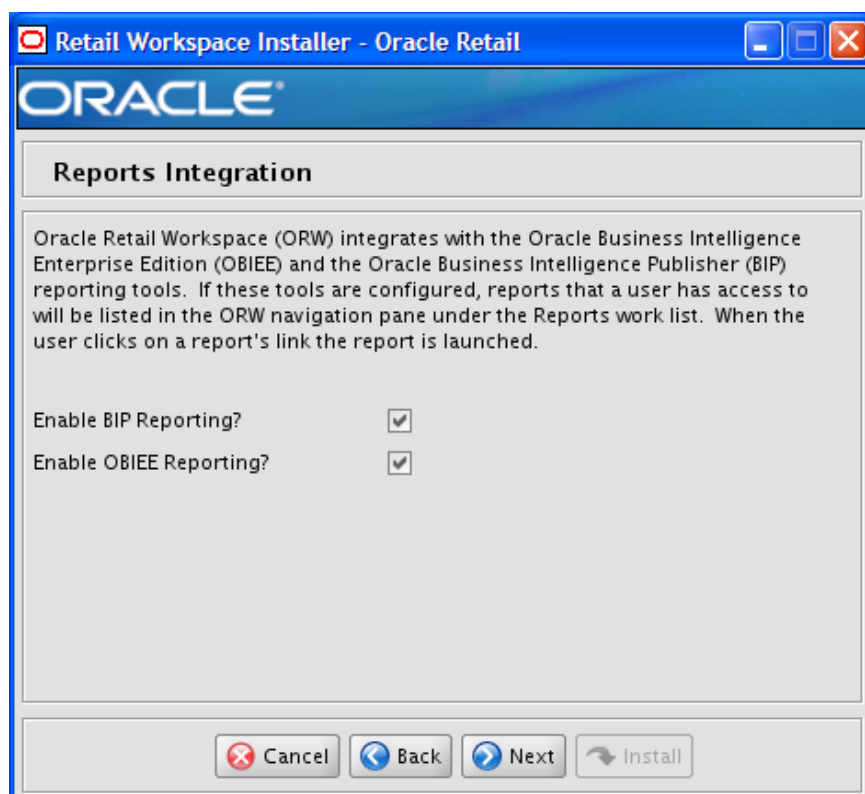 Retail Workspace Installer - Oracle Retail
ORACLE
Reports Integration
Oracle Retail Workspace (ORW) integrates with the Oracle Business Intelligence
Enterprise Edition (OBIEE) and the Oracle Business Intelligence Publisher (BIP)
reporting tools.  If these tools are configured, reports that a user has access to
will be listed in the ORW navigation pane under the Reports work list.  When the
user clicks on a report's link the report is launched.
Enable BIP Reporting?
Enable OBIEE Reporting?
Cancel Back Next Install